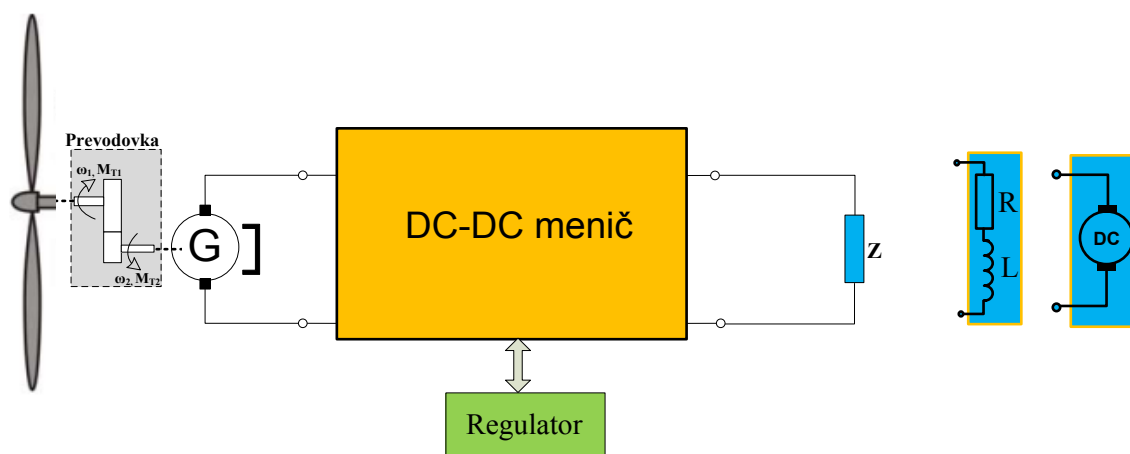 Prevodovka
ω1, MT1
ω2, MT2
G
DC-DC menič
Z
R
L
DC
Regulator